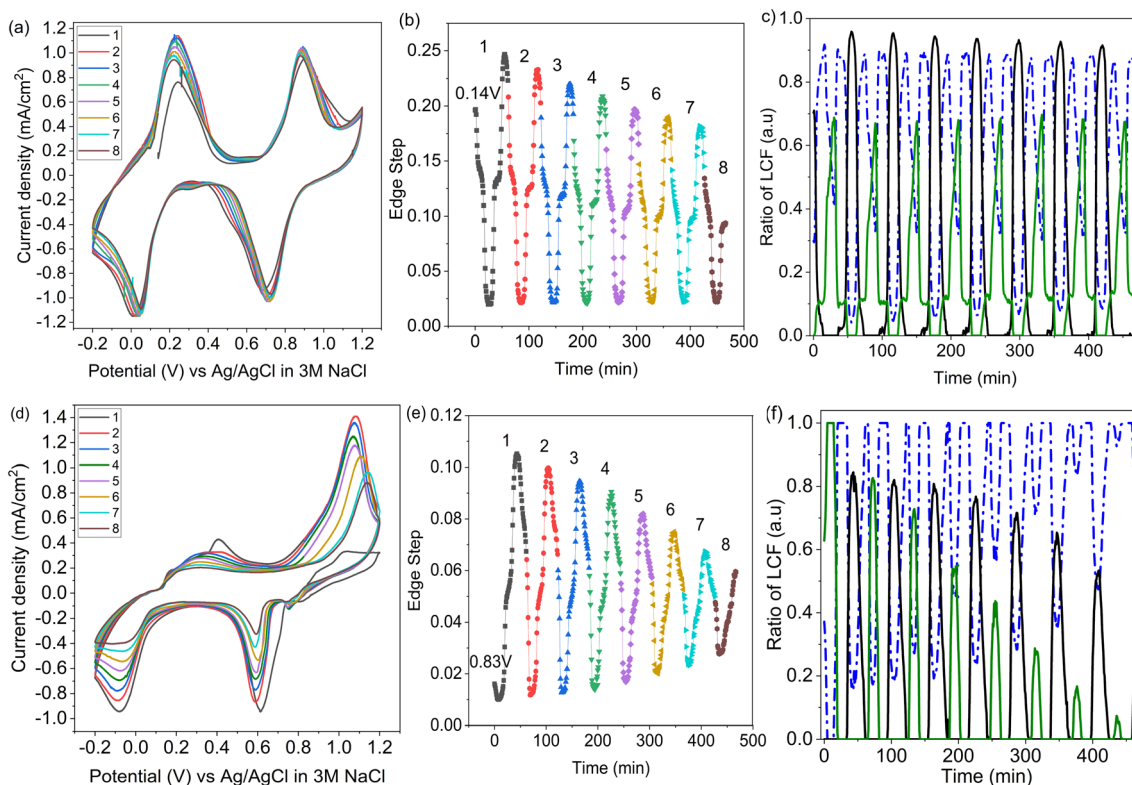 (a)
1
2
3
4
5
6
7
8
Current density (mA/cm²)
1.2
1.0
0.8
0.6
0.4
0.2
0.0
-0.2
-0.4
-0.6
-0.8
-1.0
-1.2
-0.2 0.0 0.2 0.4 0.6 0.8 1.0 1.2
Potential (V) vs Ag/AgCl in 3M NaCl
(b)
1 2 3 4 5 6 7 8
0.14V
Edge Step
0.25
0.20
0.15
0.10
0.05
0.00
0 100 200 300 400 500
Time (min)
c)
Ratio of LCF (a.u)
1.0
0.8
0.6
0.4
0.2
0.0
0 100 200 300 400
Time (min)
(d)
1
2
3
4
5
6
7
8
Current density (mA/cm²)
1.4
1.2
1.0
0.8
0.6
0.4
0.2
0.0
-0.2
-0.4
-0.6
-0.8
-1.0
-0.2 0.0 0.2 0.4 0.6 0.8 1.0 1.2
Potential (V) vs Ag/AgCl in 3M NaCl
(e)
1 2 3 4 5 6 7 8
0.83V
Edge Step
0.12
0.10
0.08
0.06
0.04
0.02
0.00
0 100 200 300 400 500
Time (min)
(f)
Ratio of LCF (a.u)
1.0
0.8
0.6
0.4
0.2
0.0
0 100 200 300 400
Time (min)